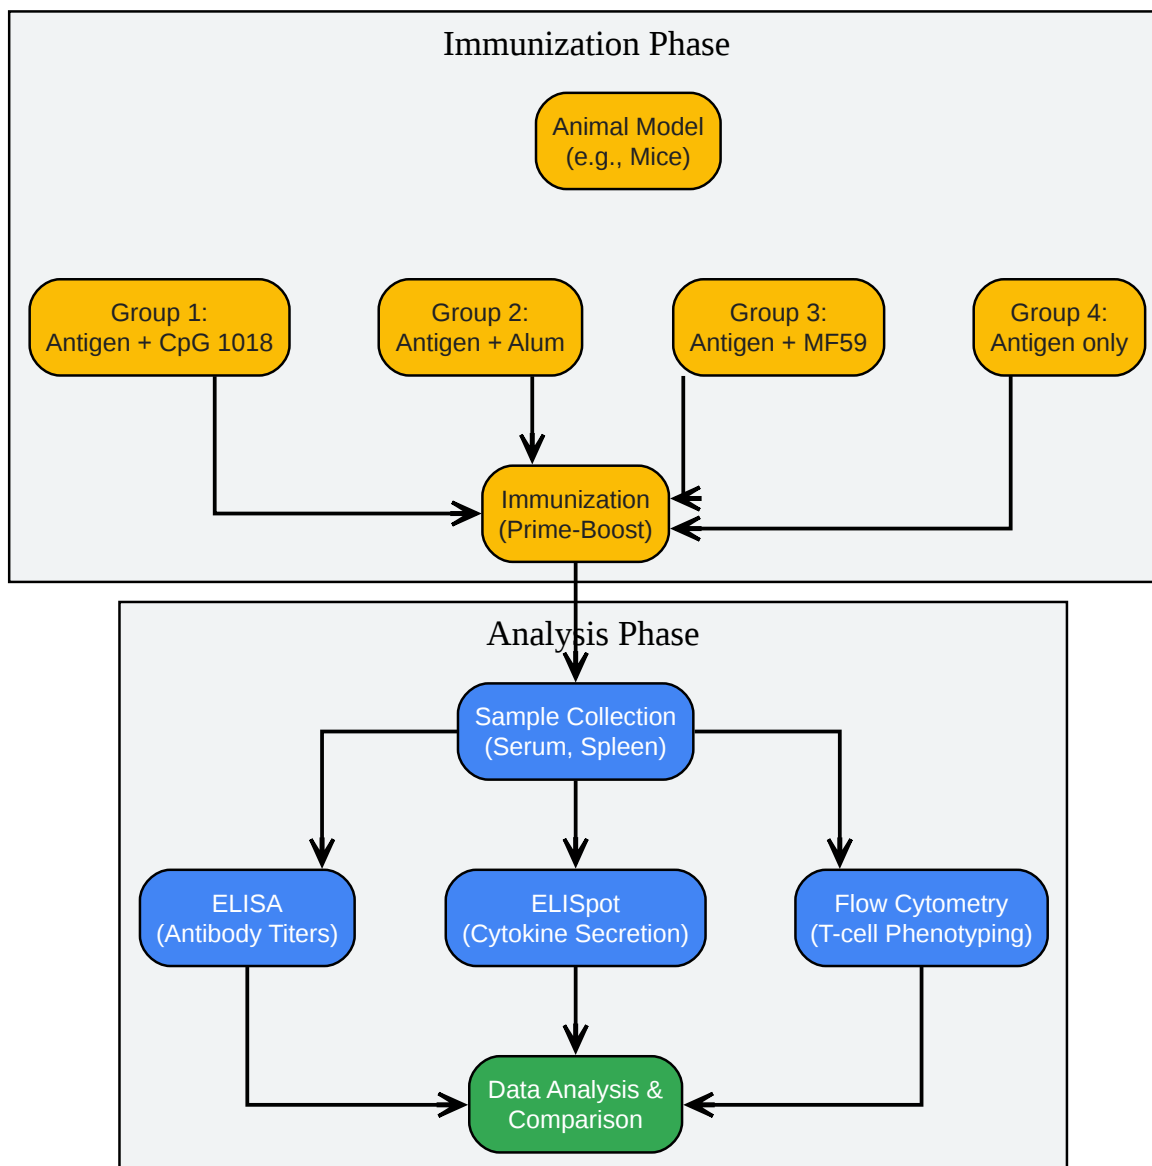 Immunization Phase
Animal Model
(e.g., Mice)
Group 1:
Antigen + CpG 1018
Group 2:
Antigen + Alum
Group 3:
Antigen + MF59
Group 4:
Antigen only
Immunization
(Prime-Boost)
Analysis Phase
Sample Collection
(Serum, Spleen)
ELISA
(Antibody Titers)
ELISpot
(Cytokine Secretion)
Flow Cytometry
(T-cell Phenotyping)
Data Analysis &
Comparison